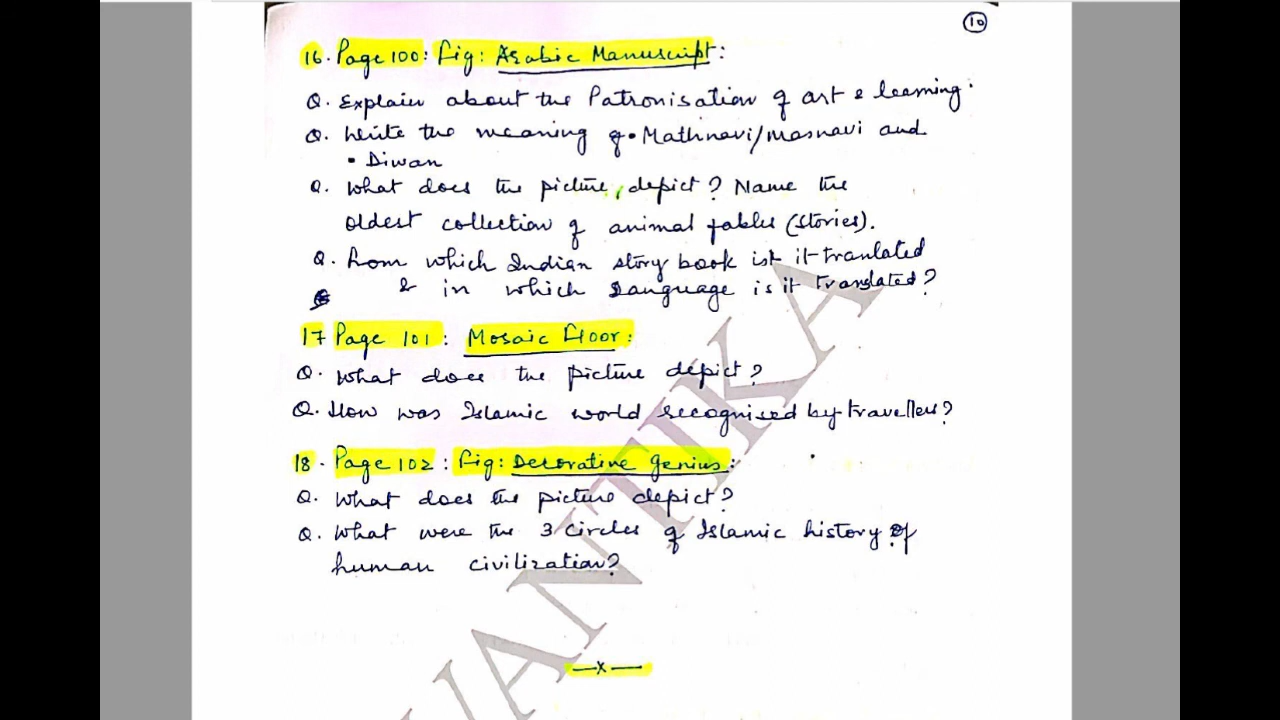 10
16. Page 100: Fig: Arabic Manuscript:
Q. Explain about the Patronisation of art & learning.
Q. Write the meaning of • Mathnavi/Masnavi and
• Diwan
Q. What does the picture, depict? Name the
oldest collection of animal fables (stories).
Q. From which Indian story book is it tranlated
& in which language is it translated?
17 Page 101: Mosaic Floor:
Q. What does the picture depict?
Q. How was Islamic world recognised by travellers?
18. Page 102: Fig: Decorative Genius:
Q. What does the picture depict?
Q. What were the 3 circles of Islamic history of
human civilization?
—x—
VANTIKA